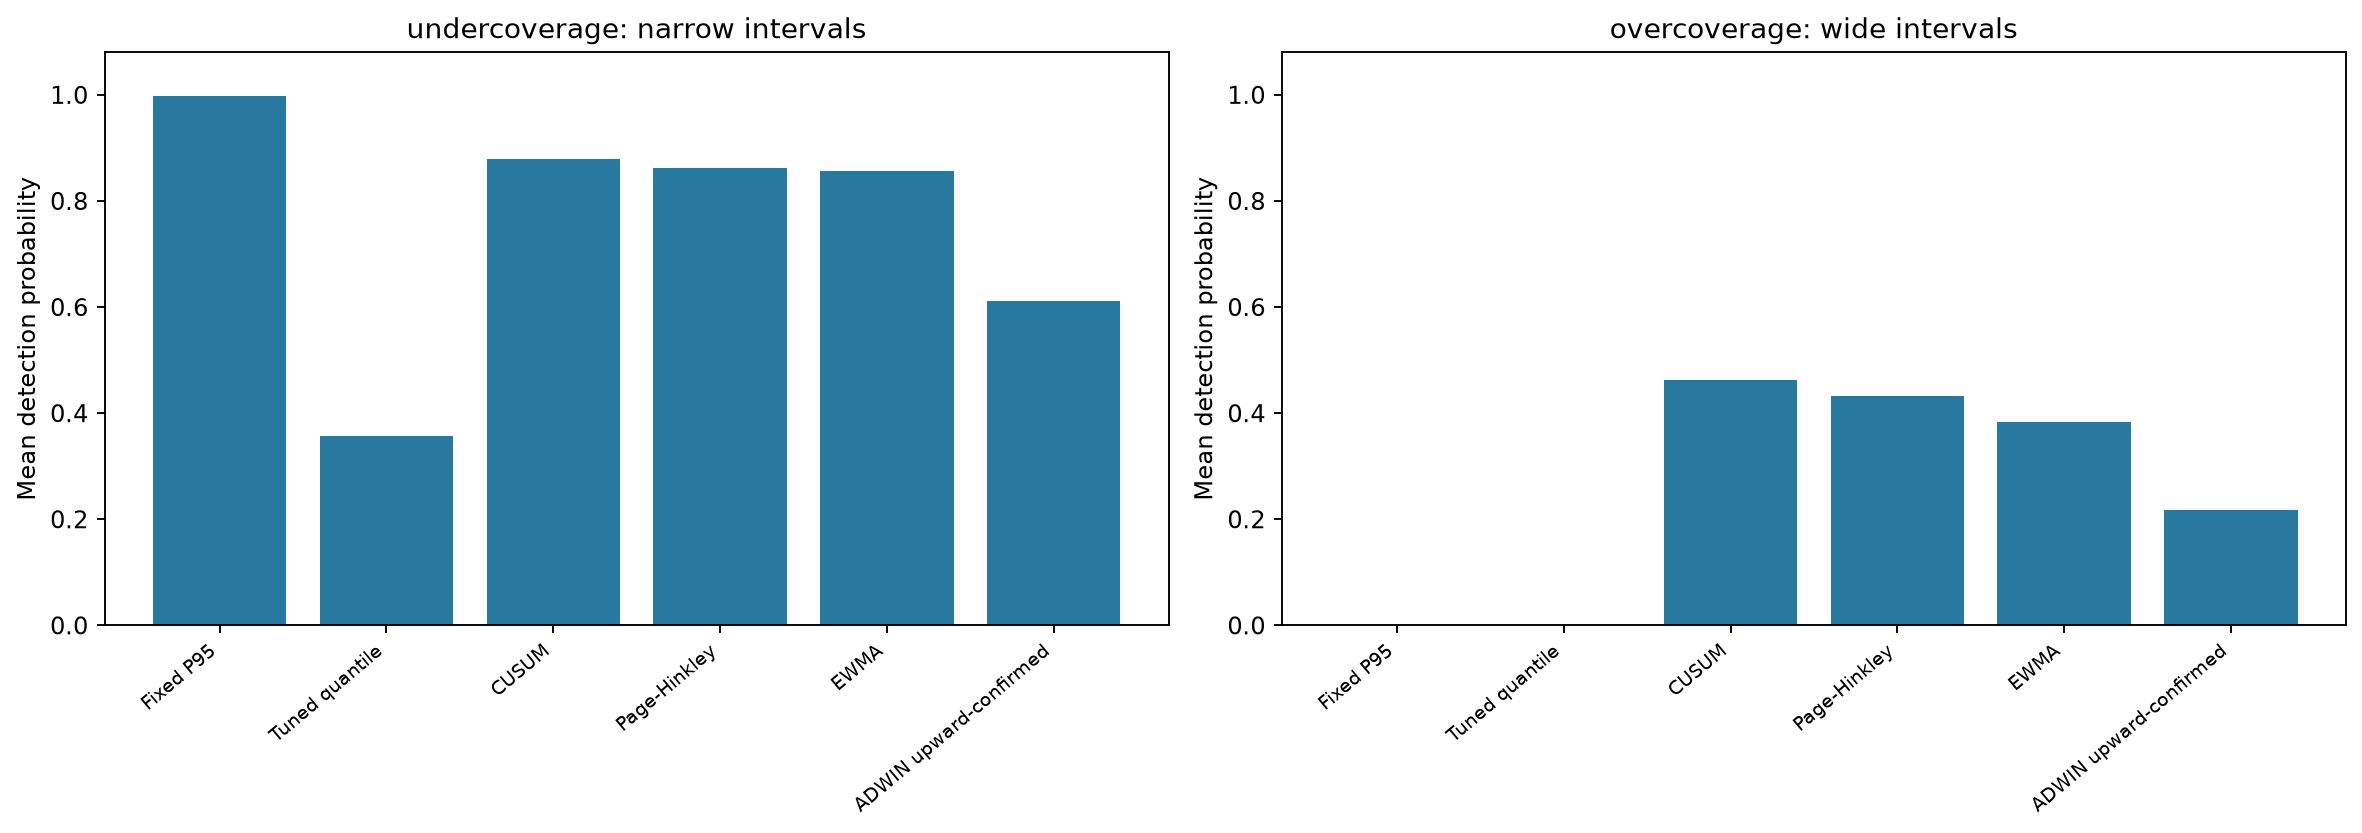 undercoverage: narrow intervals
Mean detection probability
1.0
0.8
0.6
0.4
0.2
0.0
Fixed P95
Tuned quantile
CUSUM
Page-Hinkley
EWMA
ADWIN upward-confirmed
overcoverage: wide intervals
Mean detection probability
1.0
0.8
0.6
0.4
0.2
0.0
Fixed P95
Tuned quantile
CUSUM
Page-Hinkley
EWMA
ADWIN upward-confirmed